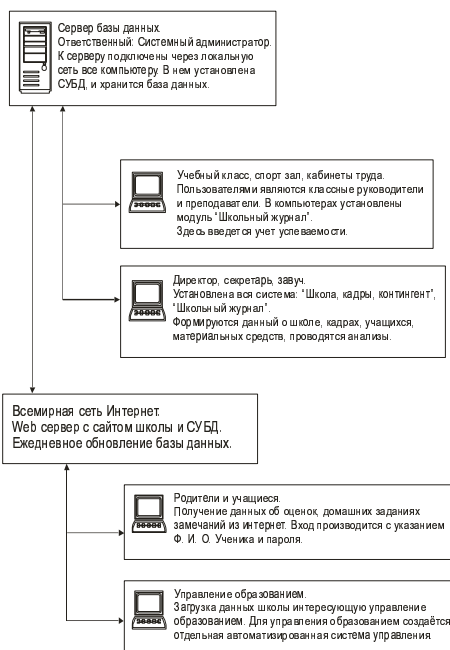 Сервер базы данных.
Ответственный: Системный администратор.
К серверу подключены через локальную
сеть все компьютеру. В нем установлена
СУБД, и хранится база данных.
Учебный класс, спорт зал, кабинеты труда.
Пользователями являются классные руководители
и преподаватели. В компьютерах установлены
модуль "Школьный журнал".
Здесь введется учет успеваемости.
Директор, секретарь, завуч.
Установлена вся система: "Школа, кадры, контингент",
"Школьный журнал".
Формируются данный о школе, кадрах, учащихся,
материальных средств, проводятся анализы.
Всемирная сеть Интернет.
Web сервер с сайтом школы и СУБД.
Ежедневное обновление базы данных.
Родители и учащиеся.
Получение данных об оценок, домашних заданиях
замечаний из интернет. Вход производится с указанием
Ф. И. О. Ученика и пароля.
Управление образованием.
Загрузка данных школы интересующую управление
образованием. Для управления образованием создаётся
отдельная автоматизированная система управления.